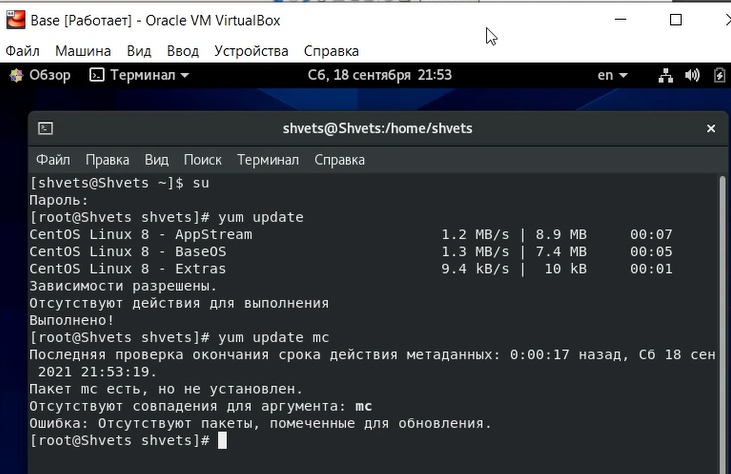 Base [Работает] - Oracle VM VirtualBox
Файл Машина Вид Ввод Устройства Справка
Обзор Терминал Сб, 18 сентября 21:53 en
shvets@Shvets:/home/shvets
Файл Правка Вид Поиск Терминал Справка
[shvets@Shvets ~]$ su
Пароль:
[root@Shvets shvets]# yum update
CentOS Linux 8 - AppStream 1.2 MB/s | 8.9 MB 00:07
CentOS Linux 8 - BaseOS 1.3 MB/s | 7.4 MB 00:05
CentOS Linux 8 - Extras 9.4 kB/s | 10 kB 00:01
Зависимости разрешены.
Отсутствуют действия для выполнения
Выполнено!
[root@Shvets shvets]# yum update mc
Последняя проверка окончания срока действия метаданных: 0:00:17 назад, Сб 18 сен
2021 21:53:19.
Пакет mc есть, но не установлен.
Отсутствуют совпадения для аргумента: mc
Ошибка: Отсутствуют пакеты, помеченные для обновления.
[root@Shvets shvets]#